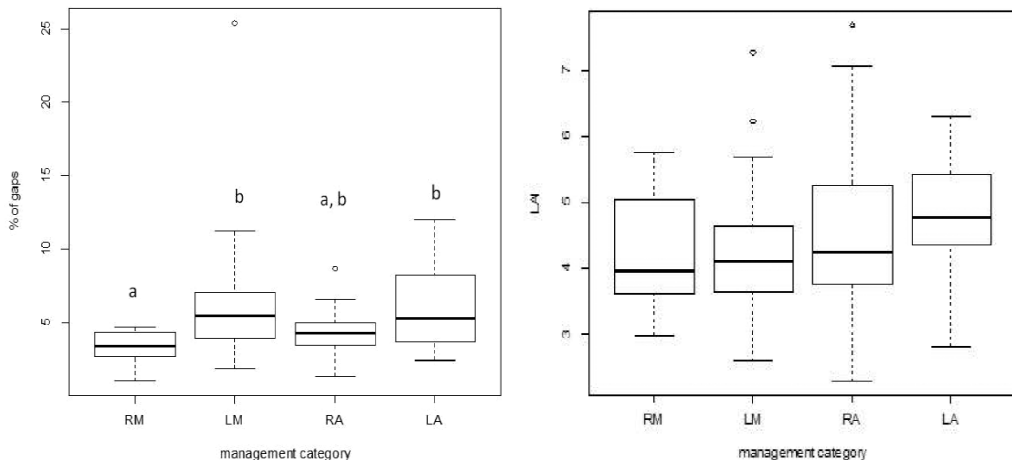 % of gaps
25
20
15
10
5
a
b
a, b
b
RM LM RA LA
management category
LAI
7
6
5
4
3
RM LM RA LA
management category